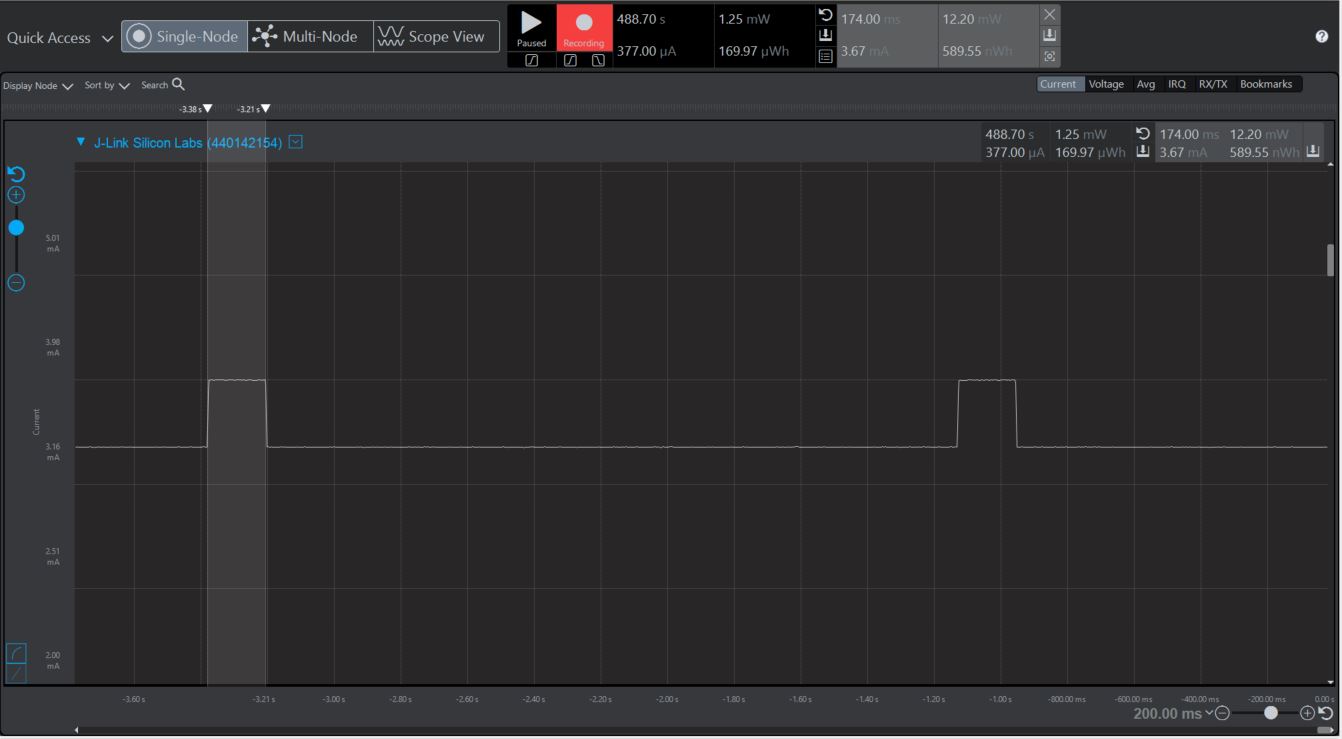 Quick Access
Single-Node
Multi-Node
Scope View
Paused
Recording
488.70 s
1.25 mW
377.00 µA
169.97 µWh
174.00 ms
12.20 mW
3.67 mA
589.55 nWh
Display Node
Sort by
Search
Current
Voltage
Avg
IRQ
RX/TX
Bookmarks
-3.38 s
-3.21 s
J-Link Silicon Labs (440142154)
488.70 s 1.25 mW
377.00 µA 169.97 µWh
174.00 ms 12.20 mW
3.67 mA 589.55 nWh
5.01
mA
3.98
mA
Current
3.16
mA
2.51
mA
2.00
mA
-3.60 s
-3.21 s
-3.00 s
-2.80 s
-2.60 s
-2.40 s
-2.20 s
-2.00 s
-1.80 s
-1.60 s
-1.40 s
-1.20 s
-1.00 s
-800.00 ms
-600.00 ms
-400.00 ms
-200.00 ms
0.00 s
200.00 ms